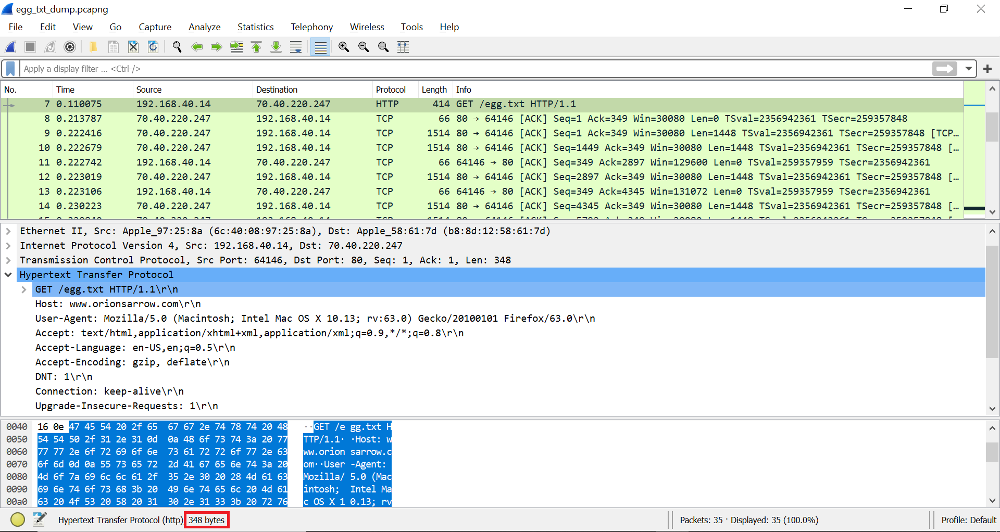 egg_txt_dump.pcapng
File Edit View Go Capture Analyze Statistics Telephony Wireless Tools Help
Apply a display filter ... <Ctrl-/>
No. Time Source Destination Protocol Length Info
7 0.110075 192.168.40.14 70.40.220.247 HTTP 414 GET /egg.txt HTTP/1.1
8 0.213787 70.40.220.247 192.168.40.14 TCP 66 80 → 64146 [ACK] Seq=1 Ack=349 Win=30080 Len=0 TSval=2356942361 TSecr=259357848
9 0.222416 70.40.220.247 192.168.40.14 TCP 1514 80 → 64146 [ACK] Seq=1 Ack=349 Win=30080 Len=1448 TSval=2356942361 TSecr=259357848 [TCP…
10 0.222679 70.40.220.247 192.168.40.14 TCP 1514 80 → 64146 [ACK] Seq=1449 Ack=349 Win=30080 Len=1448 TSval=2356942361 TSecr=259357848 […
11 0.222742 192.168.40.14 70.40.220.247 TCP 66 64146 → 80 [ACK] Seq=349 Ack=2897 Win=129600 Len=0 TSval=259357959 TSecr=2356942361
12 0.223019 70.40.220.247 192.168.40.14 TCP 1514 80 → 64146 [ACK] Seq=2897 Ack=349 Win=30080 Len=1448 TSval=2356942361 TSecr=259357848 […
13 0.223106 192.168.40.14 70.40.220.247 TCP 66 64146 → 80 [ACK] Seq=349 Ack=4345 Win=131072 Len=0 TSval=259357959 TSecr=2356942361
14 0.230223 70.40.220.247 192.168.40.14 TCP 1514 80 → 64146 [ACK] Seq=4345 Ack=349 Win=30080 Len=1448 TSval=2356942361 TSecr=259357848 […
Ethernet II, Src: Apple_97:25:8a (6c:40:08:97:25:8a), Dst: Apple_58:61:7d (b8:8d:12:58:61:7d)
Internet Protocol Version 4, Src: 192.168.40.14, Dst: 70.40.220.247
Transmission Control Protocol, Src Port: 64146, Dst Port: 80, Seq: 1, Ack: 1, Len: 348
Hypertext Transfer Protocol
GET /egg.txt HTTP/1.1\r\n
Host: www.orionsarrow.com\r\n
User-Agent: Mozilla/5.0 (Macintosh; Intel Mac OS X 10.13; rv:63.0) Gecko/20100101 Firefox/63.0\r\n
Accept: text/html,application/xhtml+xml,application/xml;q=0.9,*/*;q=0.8\r\n
Accept-Language: en-US,en;q=0.5\r\n
Accept-Encoding: gzip, deflate\r\n
DNT: 1\r\n
Connection: keep-alive\r\n
Upgrade-Insecure-Requests: 1\r\n
0040 16 0e 47 45 54 20 2f 65 67 67 2e 74 78 74 20 48 ··GET /e gg.txt H
0050 54 54 50 2f 31 2e 31 0d 0a 48 6f 73 74 3a 20 77 TTP/1.1· ·Host: w
0060 77 77 2e 6f 72 69 6f 6e 73 61 72 72 6f 77 2e 63 ww.orion sarrow.c
0070 6f 6d 0d 0a 55 73 65 72 2d 41 67 65 6e 74 3a 20 om··User -Agent:
0080 4d 6f 7a 69 6c 6c 61 2f 35 2e 30 20 28 4d 61 63 Mozilla/ 5.0 (Mac
0090 69 6e 74 6f 73 68 3b 20 49 6e 74 65 6c 20 4d 61 intosh; Intel Ma
00a0 63 20 4f 53 20 58 20 31 30 2e 31 33 3b 20 72 76 c OS X 1 0.13; rv
Hypertext Transfer Protocol (http) 348 bytes Packets: 35 · Displayed: 35 (100.0%) Profile: Default